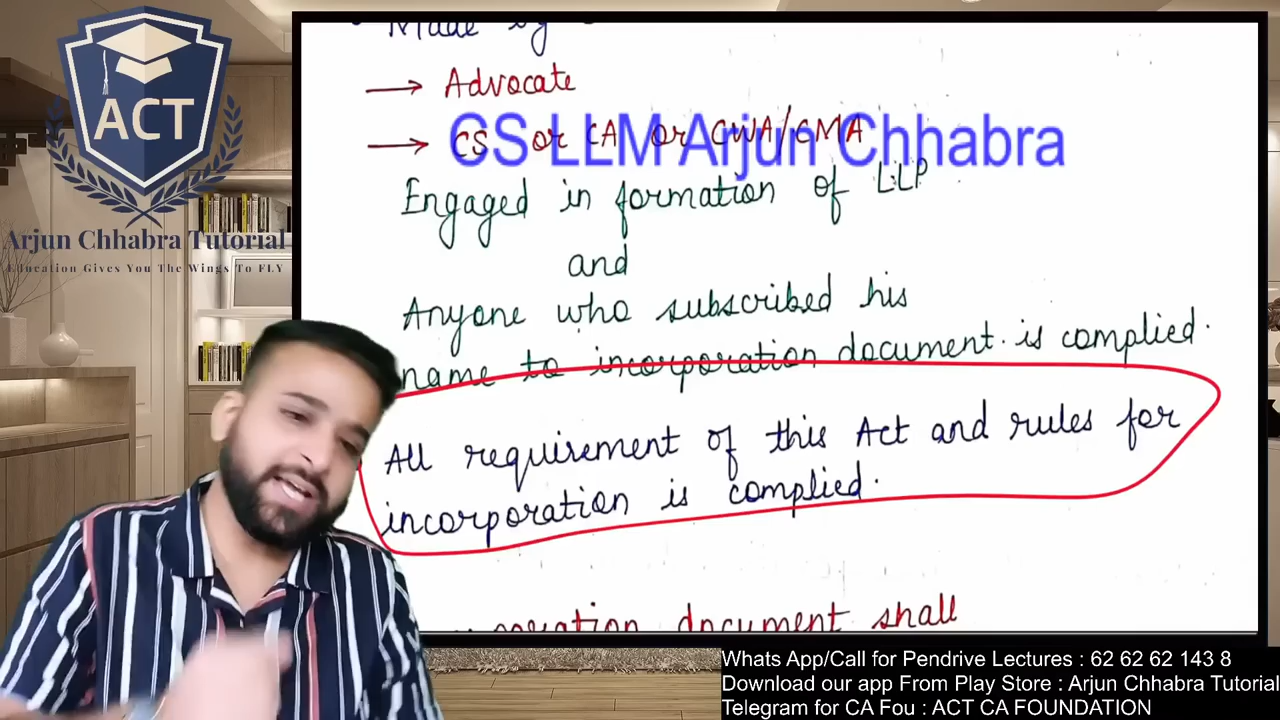 Made by
→ Advocate
→ CS or CA or CWA/CMA
CS LLM Arjun Chhabra
Engaged in formation of LLP
and
Anyone who subscribed his
name to incorporation document is complied.
All requirement of this Act and rules for
incorporation is complied.
document shall
ACT
Arjun Chhabra Tutorial
Education Gives You The Wings To FLY
Whats App/Call for Pendrive Lectures : 62 62 62 143 8
Download our app From Play Store : Arjun Chhabra Tutorial
Telegram for CA Fou : ACT CA FOUNDATION